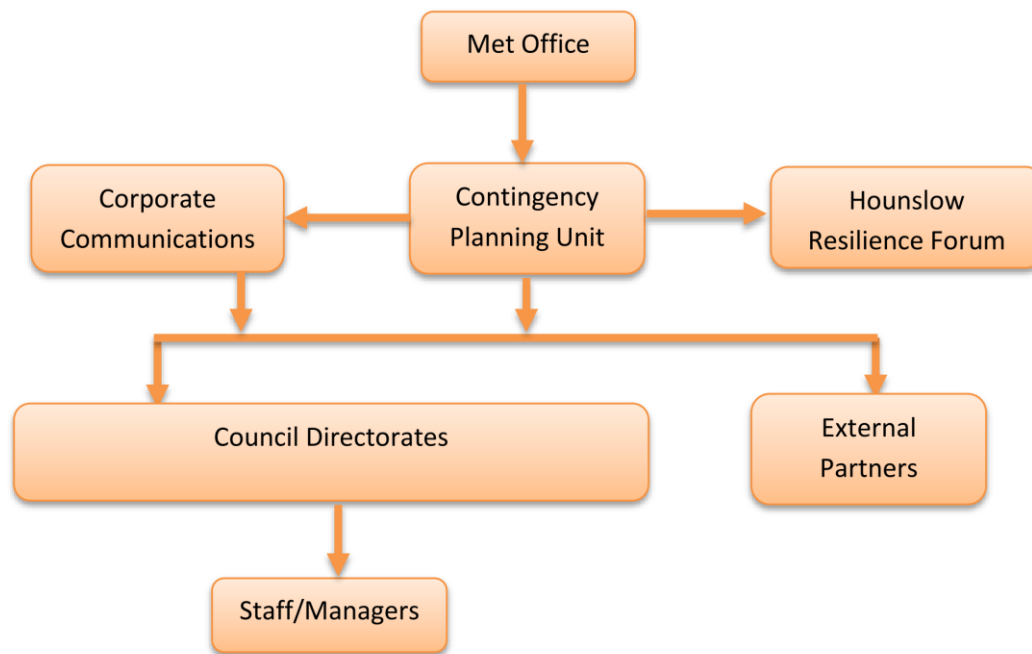 Met Office
Corporate
Communications
Contingency
Planning Unit
Hounslow
Resilience Forum
Council Directorates
External
Partners
Staff/Managers